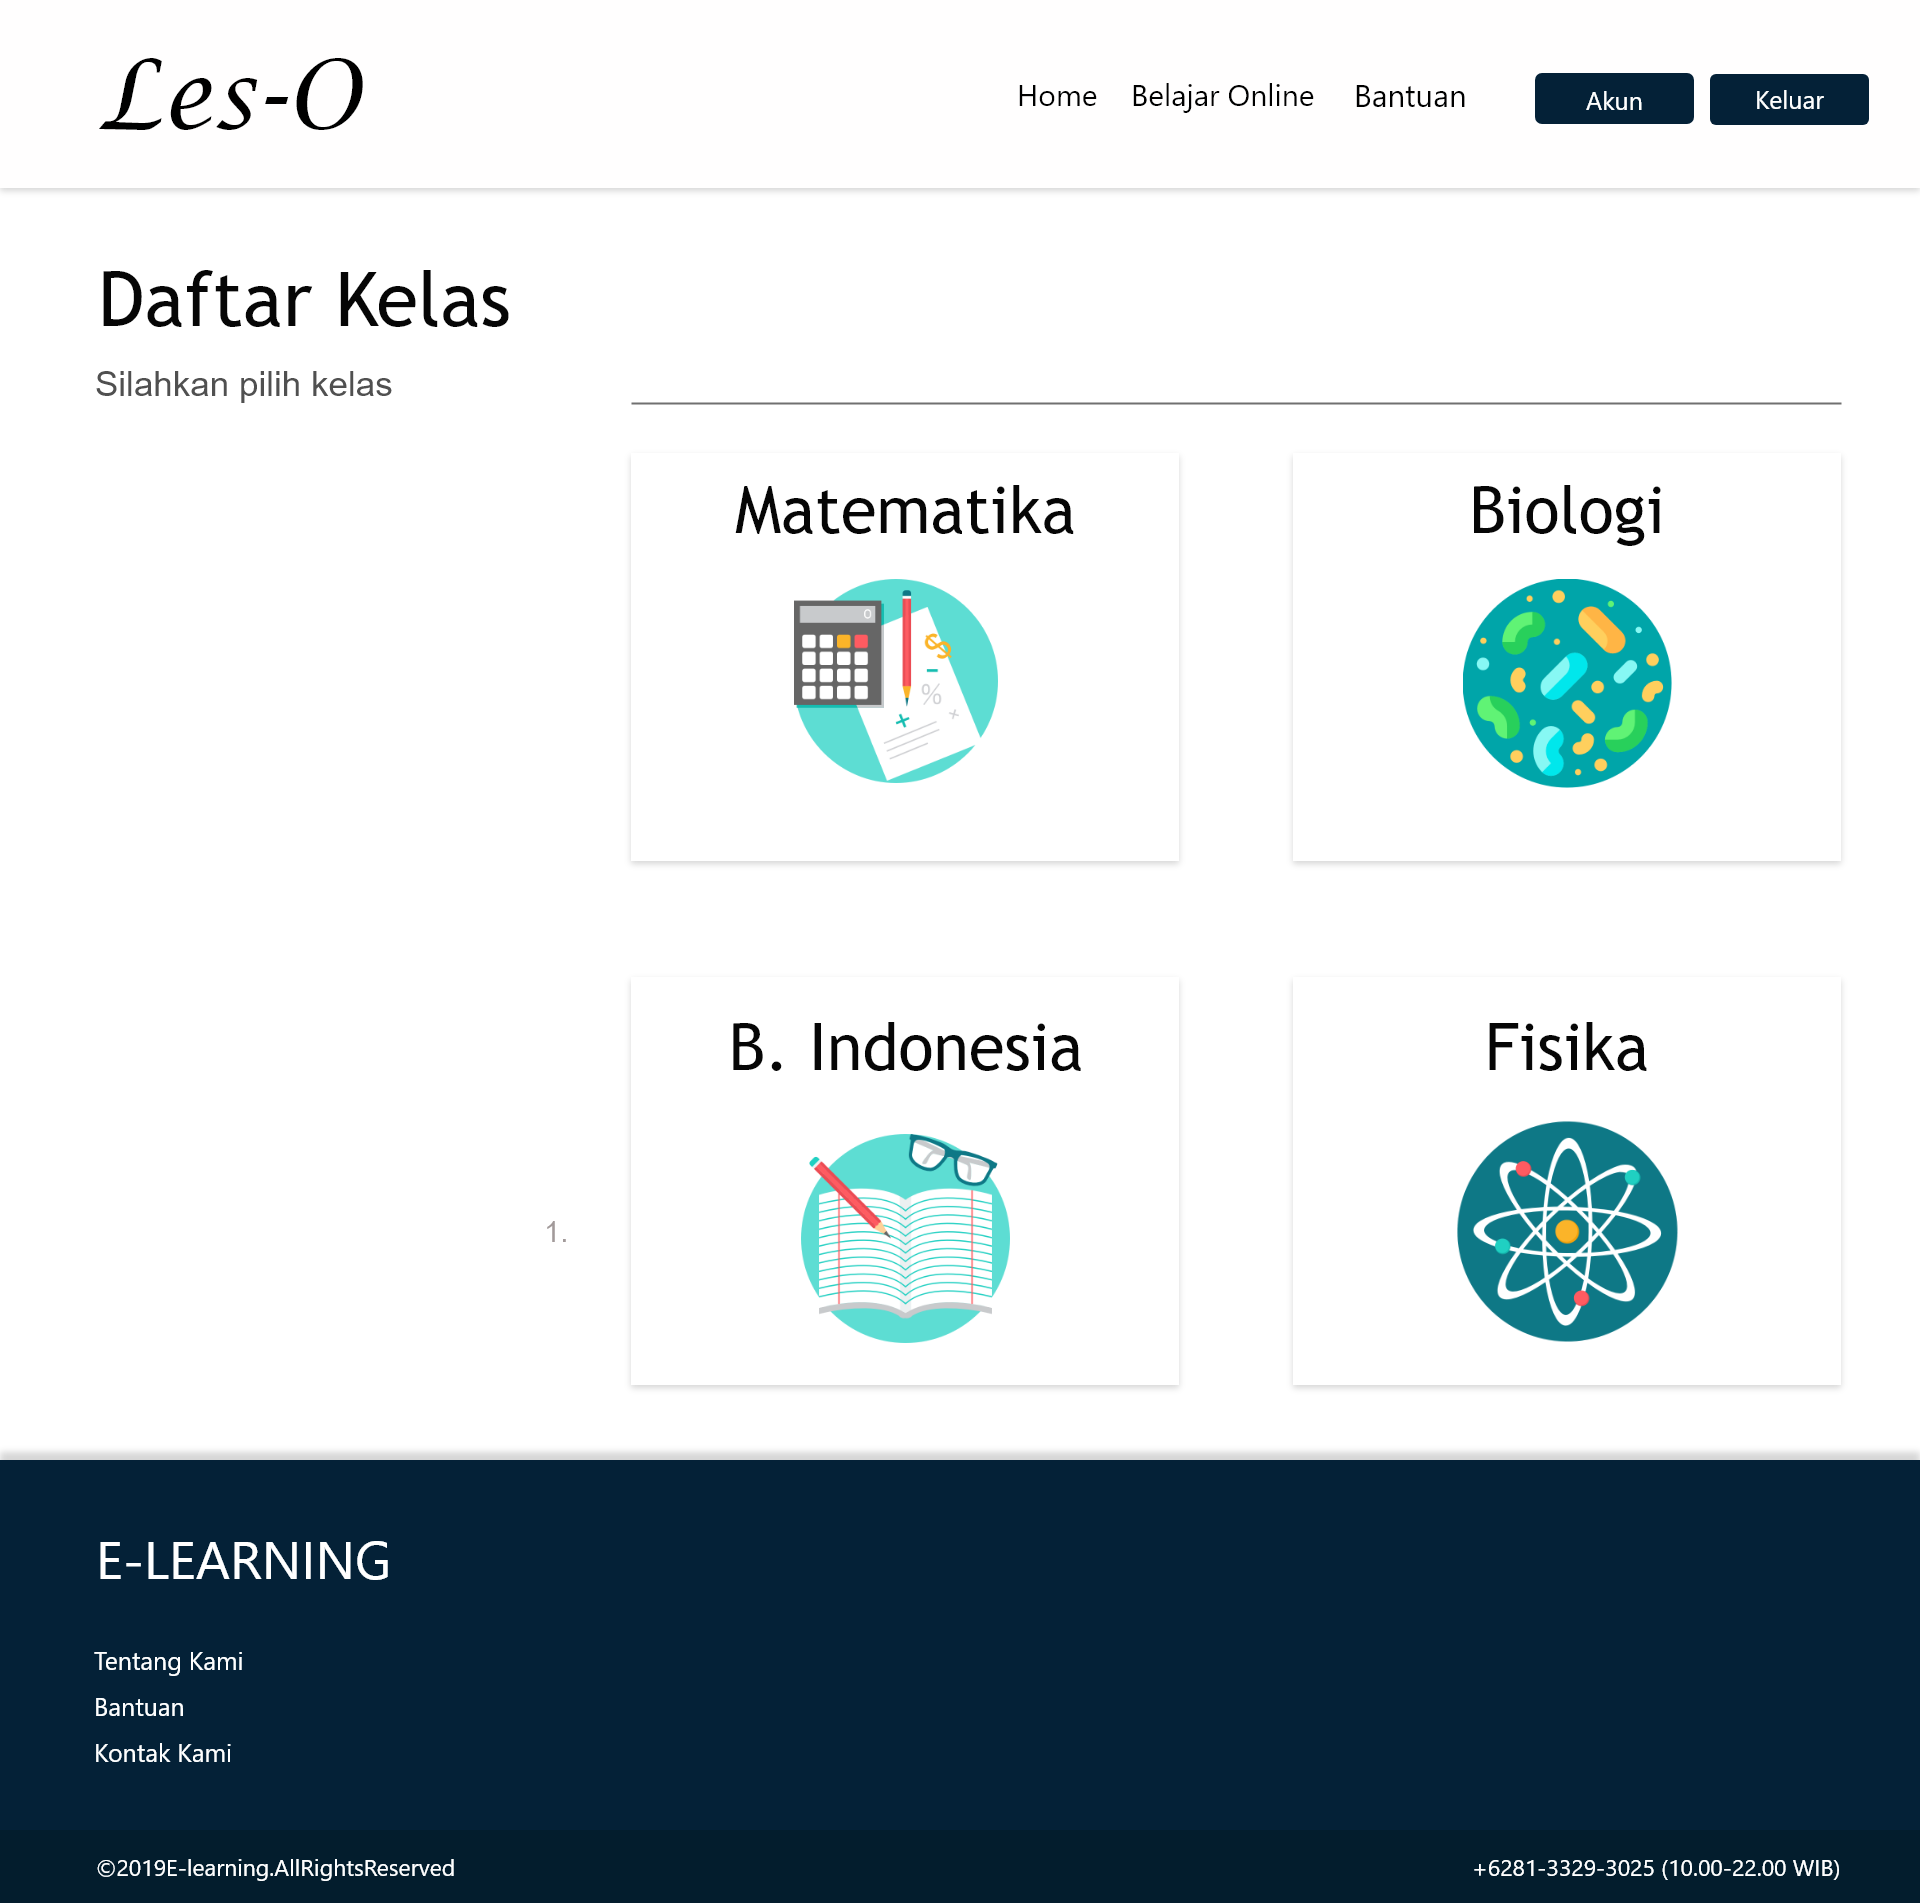 Les-O
Home Belajar Online Bantuan Akun Keluar
Daftar Kelas
Silahkan pilih kelas
Matematika
Biologi
0
$
%
B. Indonesia
Fisika
1.
E-LEARNING
Tentang Kami
Bantuan
Kontak Kami
©2019E-learning.AllRightsReserved
+6281-3329-3025 (10.00-22.00 WIB)